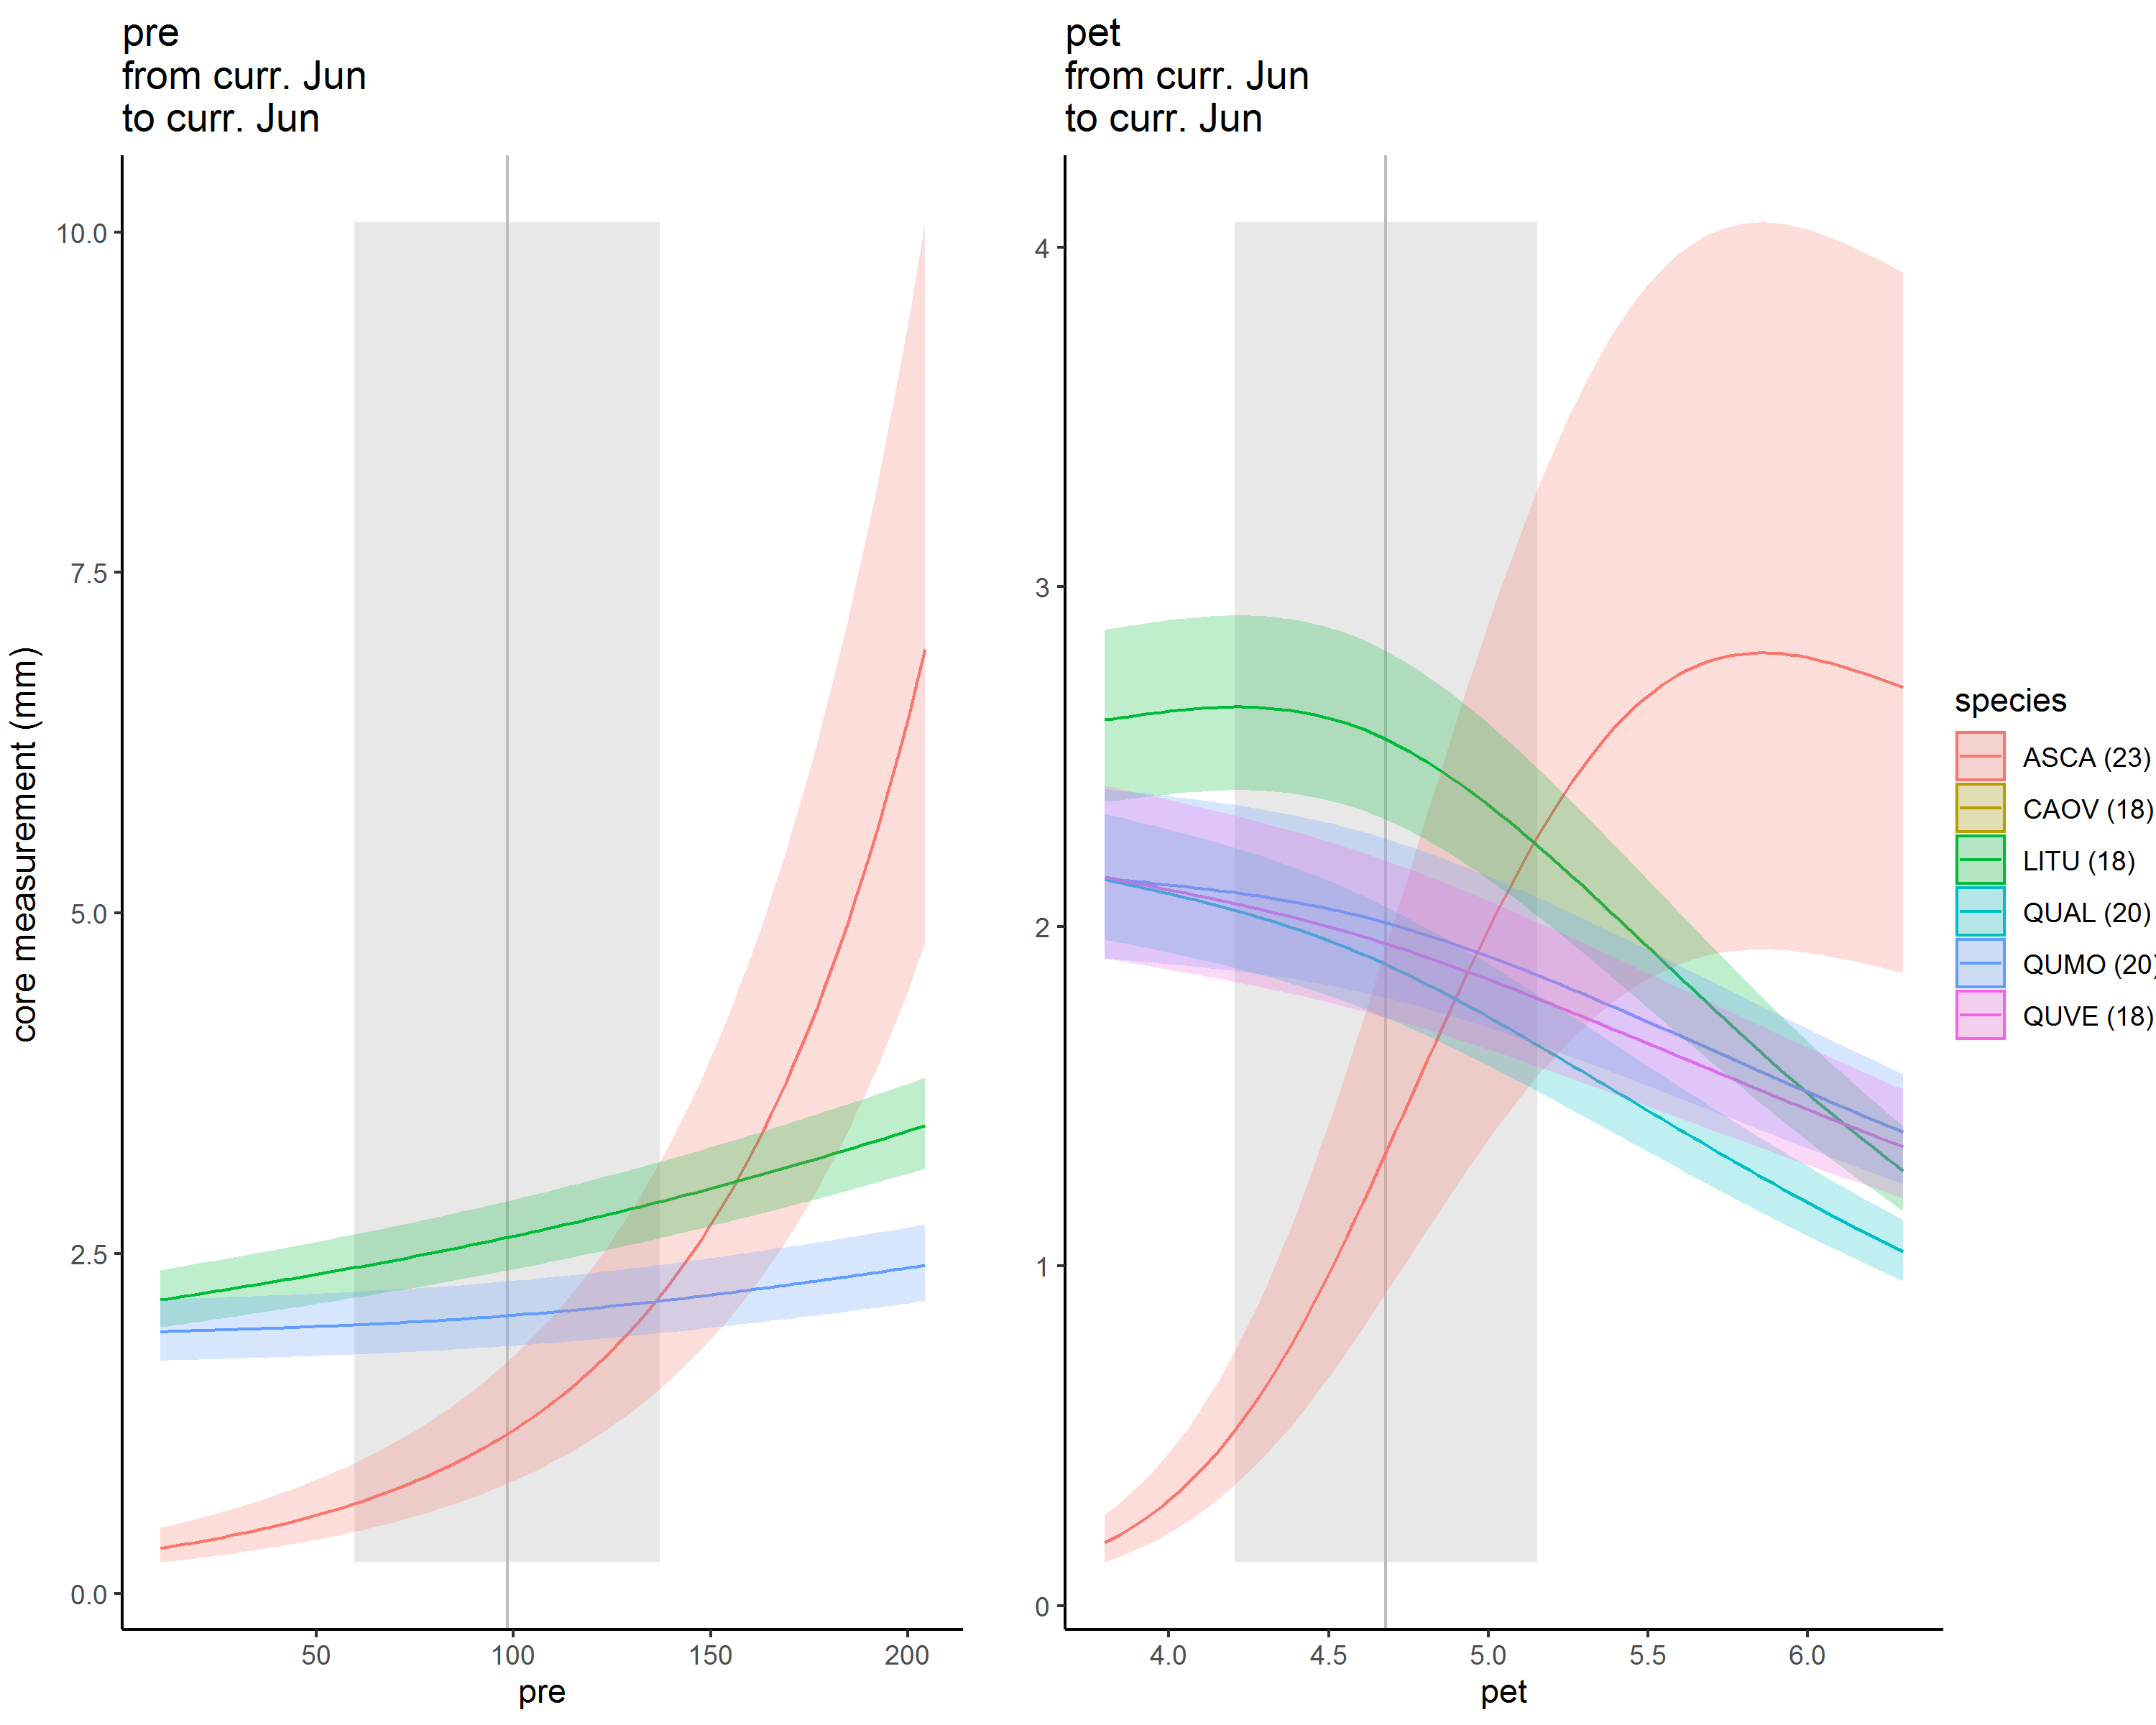 pre
from curr. Jun
to curr. Jun
pet
from curr. Jun
to curr. Jun
core measurement (mm)
10.0
7.5
5.0
2.5
0.0
50
100
150
200
pre
4
3
2
1
0
4.0
4.5
5.0
5.5
6.0
pet
species
ASCA (23)
CAOV (18)
LITU (18)
QUAL (20)
QUMO (20)
QUVE (18)